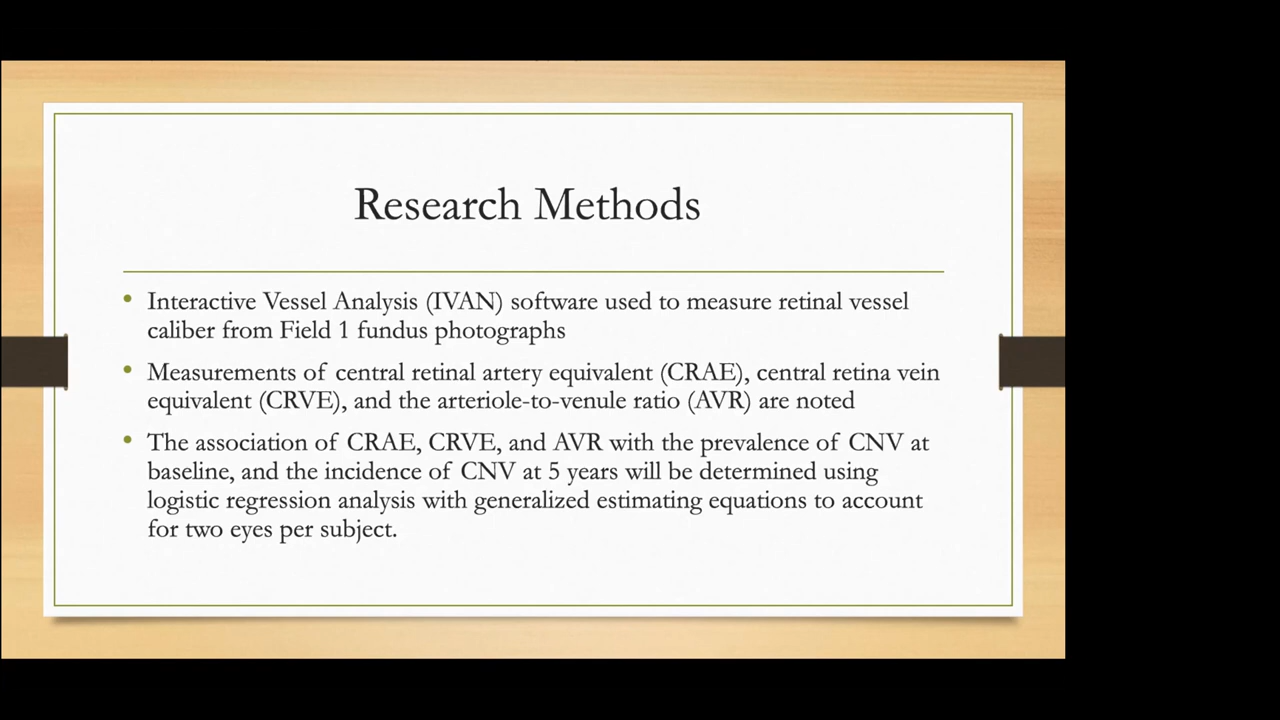 Research Methods
• Interactive Vessel Analysis (IVAN) software used to measure retinal vessel
caliber from Field 1 fundus photographs
• Measurements of central retinal artery equivalent (CRAE), central retina vein
equivalent (CRVE), and the arteriole-to-venule ratio (AVR) are noted
• The association of CRAE, CRVE, and AVR with the prevalence of CNV at
baseline, and the incidence of CNV at 5 years will be determined using
logistic regression analysis with generalized estimating equations to account
for two eyes per subject.